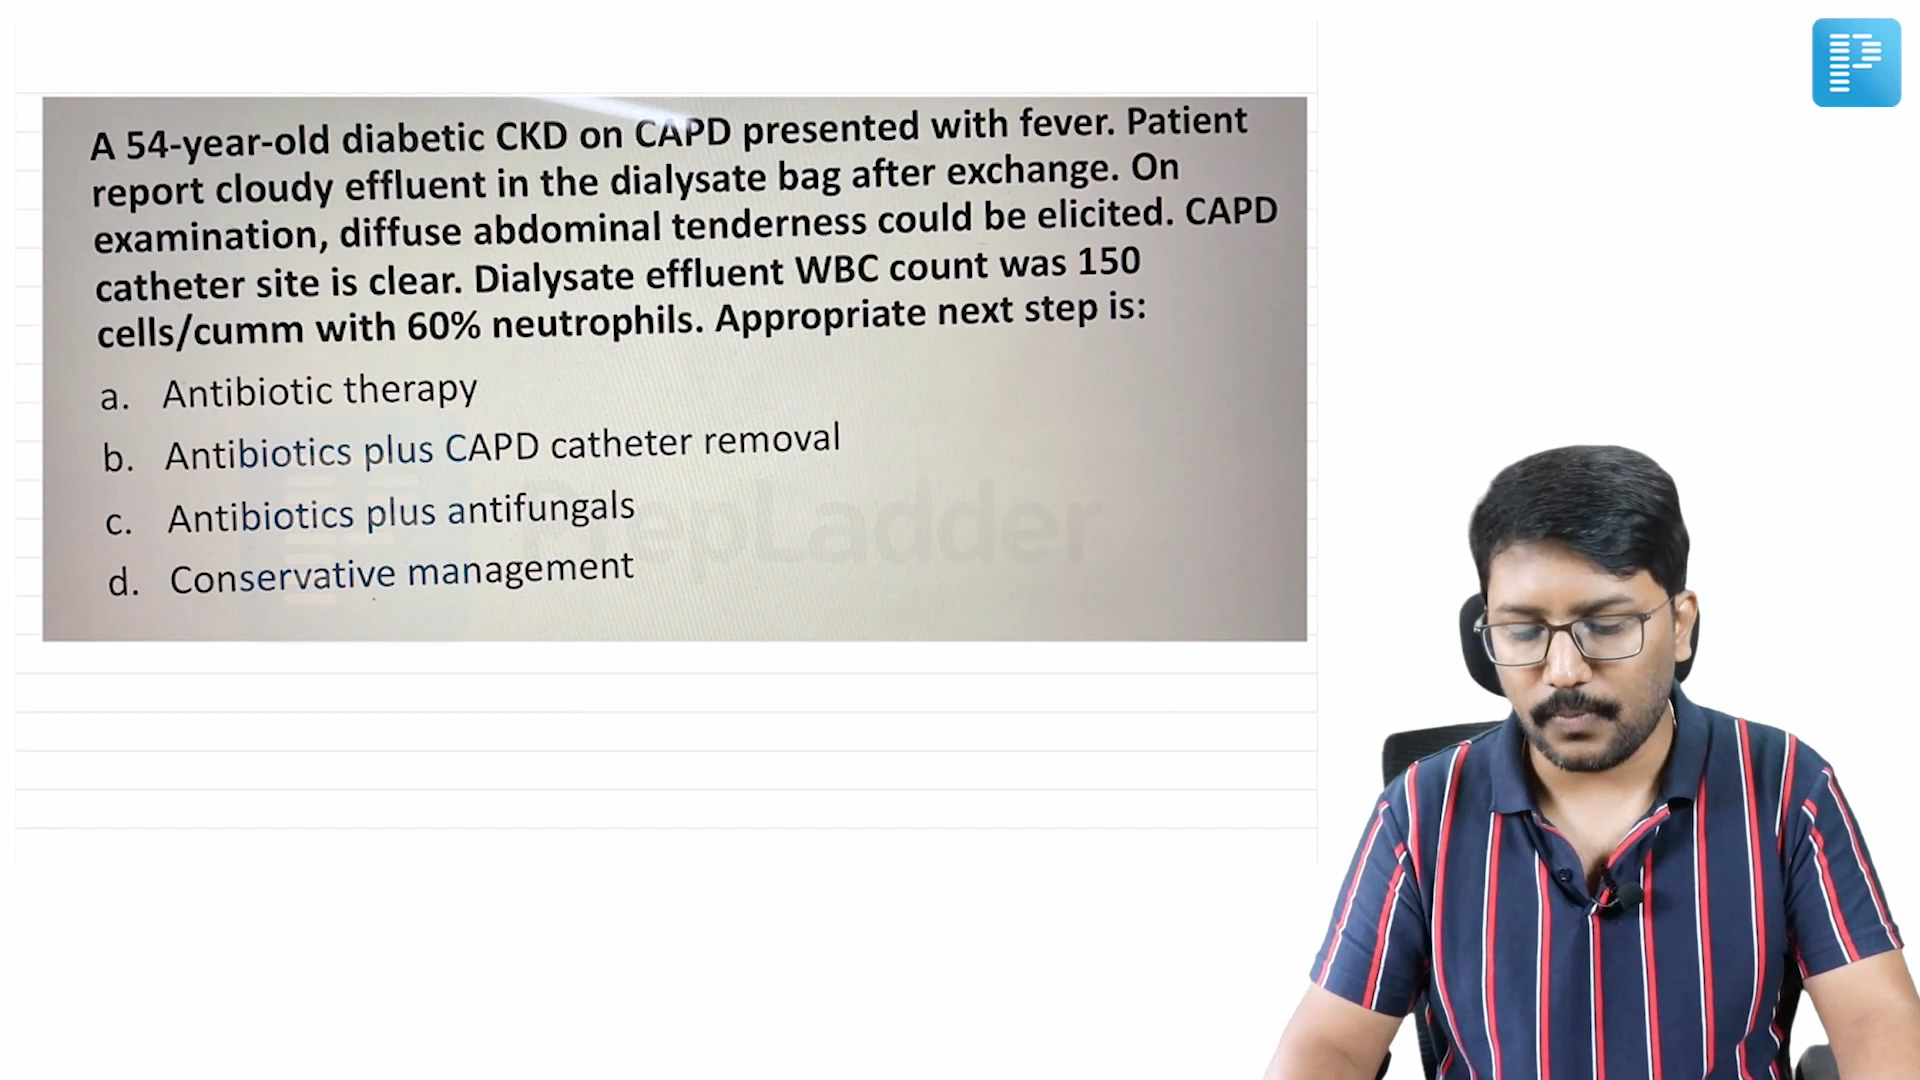 A 54-year-old diabetic CKD on CAPD presented with fever. Patient
report cloudy effluent in the dialysate bag after exchange. On
examination, diffuse abdominal tenderness could be elicited. CAPD
catheter site is clear. Dialysate effluent WBC count was 150
cells/cumm with 60% neutrophils. Appropriate next step is:
a. Antibiotic therapy
b. Antibiotics plus CAPD catheter removal
c. Antibiotics plus antifungals
d. Conservative management
PrepLadder